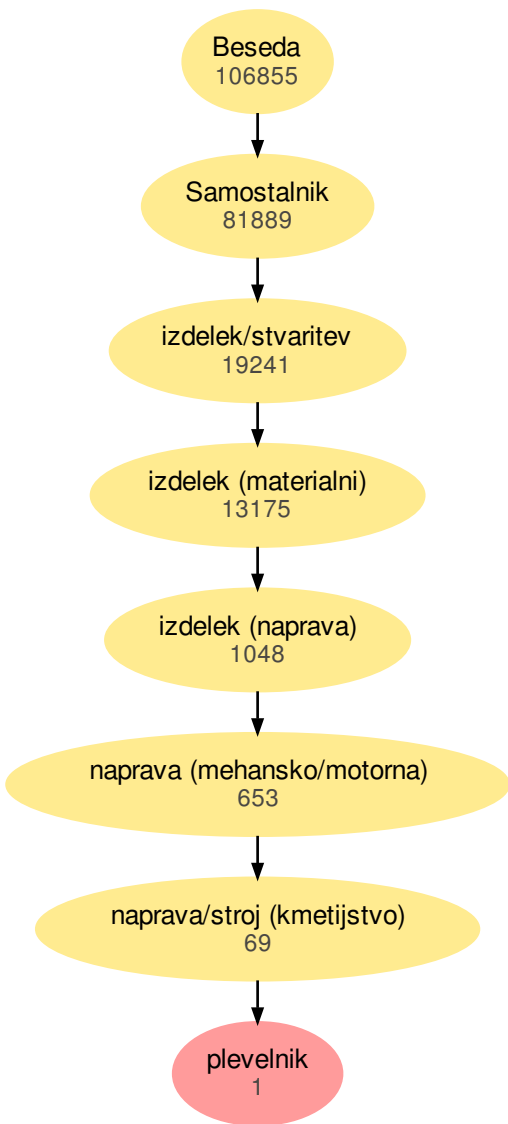 Beseda
106855
Samostalnik
81889
izdelek/stvaritev
19241
izdelek (materialni)
13175
izdelek (naprava)
1048
naprava (mehansko/motorna)
653
naprava/stroj (kmetijstvo)
69
plevelnik
1